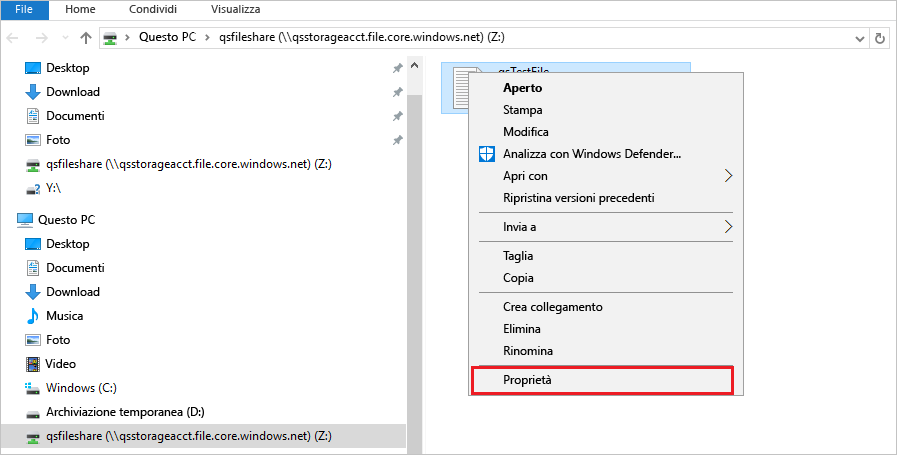 File Home Condividi Visualizza
Questo PC qsfileshare (\\qsstorageacct.file.core.windows.net) (Z:)
Desktop
Download
Documenti
Foto
qsfileshare (\\qsstorageacct.file.core.windows.net) (Z:)
Y:\
Questo PC
Desktop
Documenti
Download
Musica
Foto
Video
Windows (C:)
Archiviazione temporanea (D:)
qsfileshare (\\qsstorageacct.file.core.windows.net) (Z:)
qsTestFile
Aperto
Stampa
Modifica
Analizza con Windows Defender...
Apri con
Ripristina versioni precedenti
Invia a
Taglia
Copia
Crea collegamento
Elimina
Rinomina
Proprietà